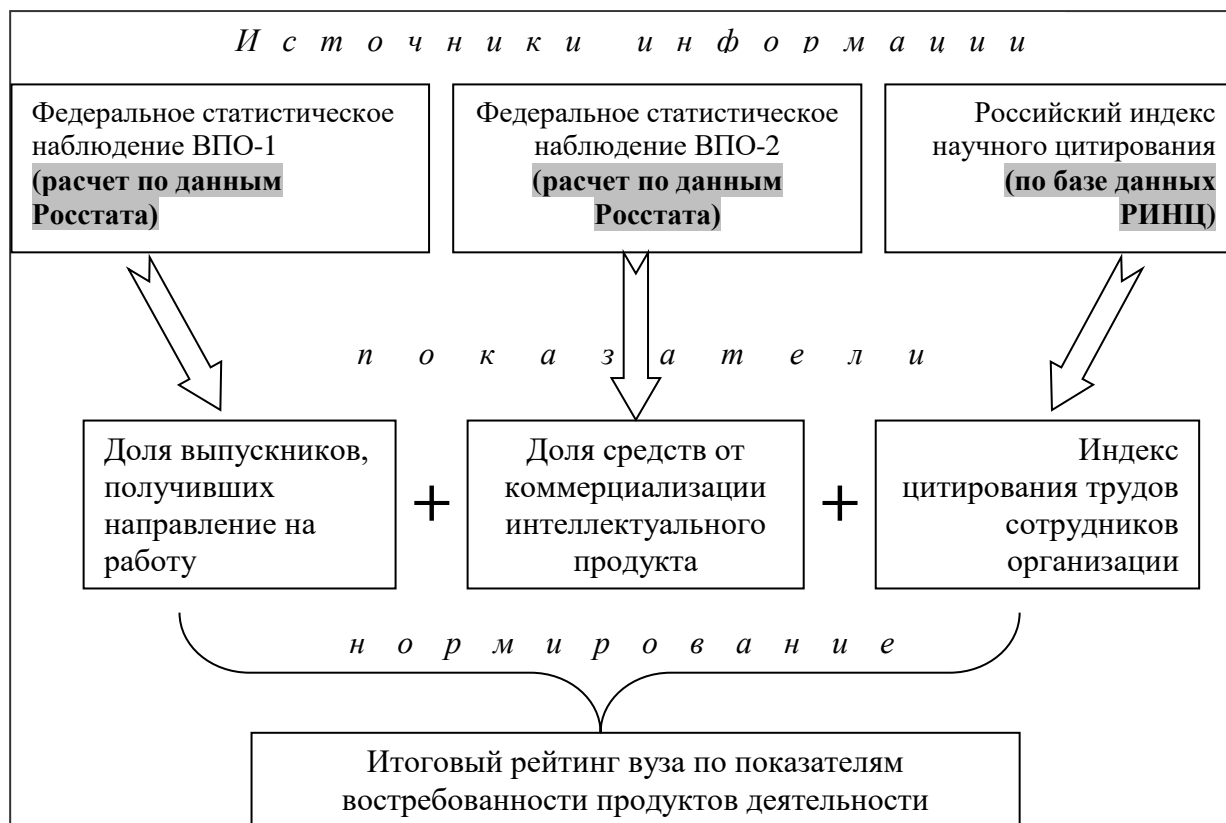 И с т о ч н и к и и н ф о р м а ц и и
Федеральное статистическое
наблюдение ВПО-1
(расчет по данным
Росстата)
Федеральное статистическое
наблюдение ВПО-2
(расчет по данным
Росстата)
Российский индекс
научного цитирования
(по базе данных
РИНЦ)
п о к а з а т е л и
Доля выпускников,
получивших
направление на
работу
+
Доля средств от
коммерциализации
интеллектуального
продукта
+
Индекс
цитирования трудов
сотрудников
организации
н о р м и р о в а н и е
Итоговый рейтинг вуза по показателям
востребованности продуктов деятельности